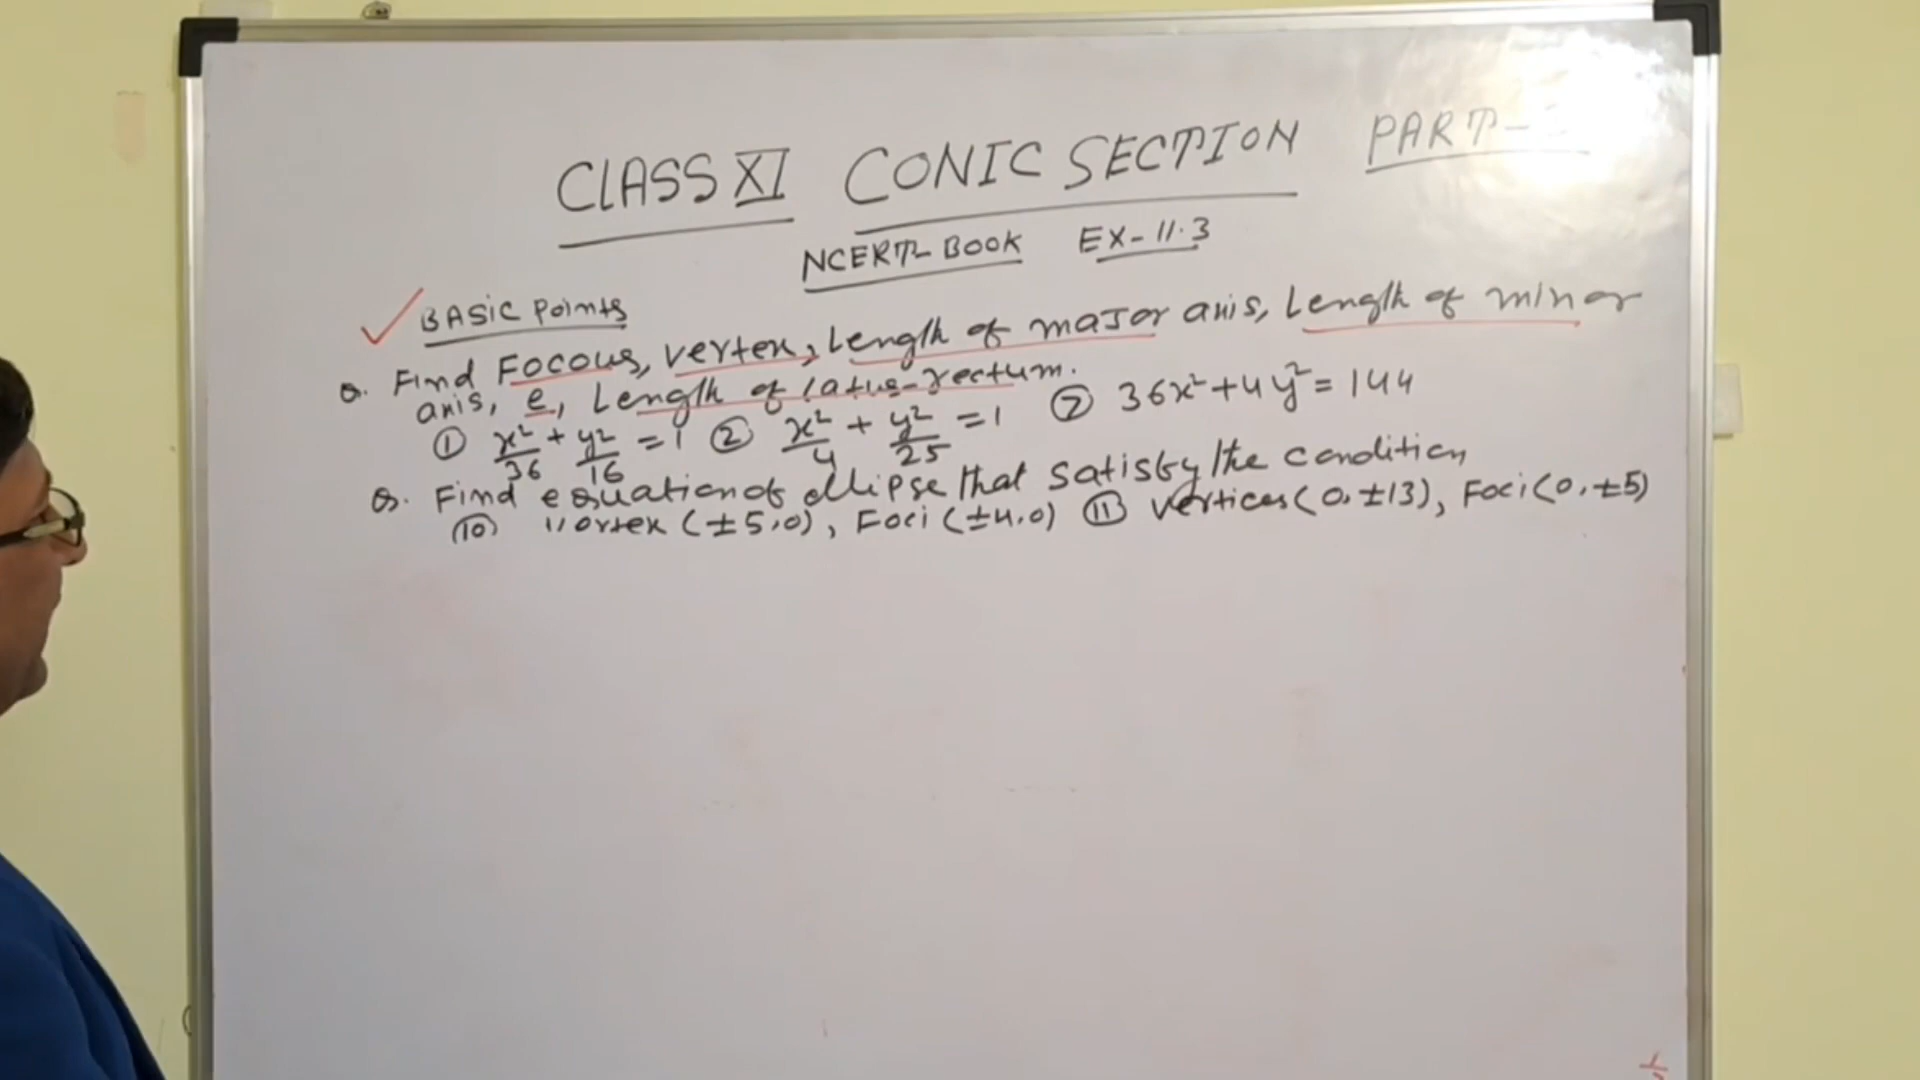 CLASS XI CONIC SECTION PART-
NCERT-BOOK EX-11.3
BASIC Points
Q. Find Focous, vertex, Length of major axis, Length of minor
axis, e, Length of latus-rectum.
① x²/36 + y²/16 = 1 ② x²/4 + y²/25 = 1 ⑦ 36x²+4y²=144
Q. Find equation of ellipse that satisfy the condition
⑩ vertex (±5,0), Foci (±4,0) ⑪ vertices (0,±13), Foci (0,±5)